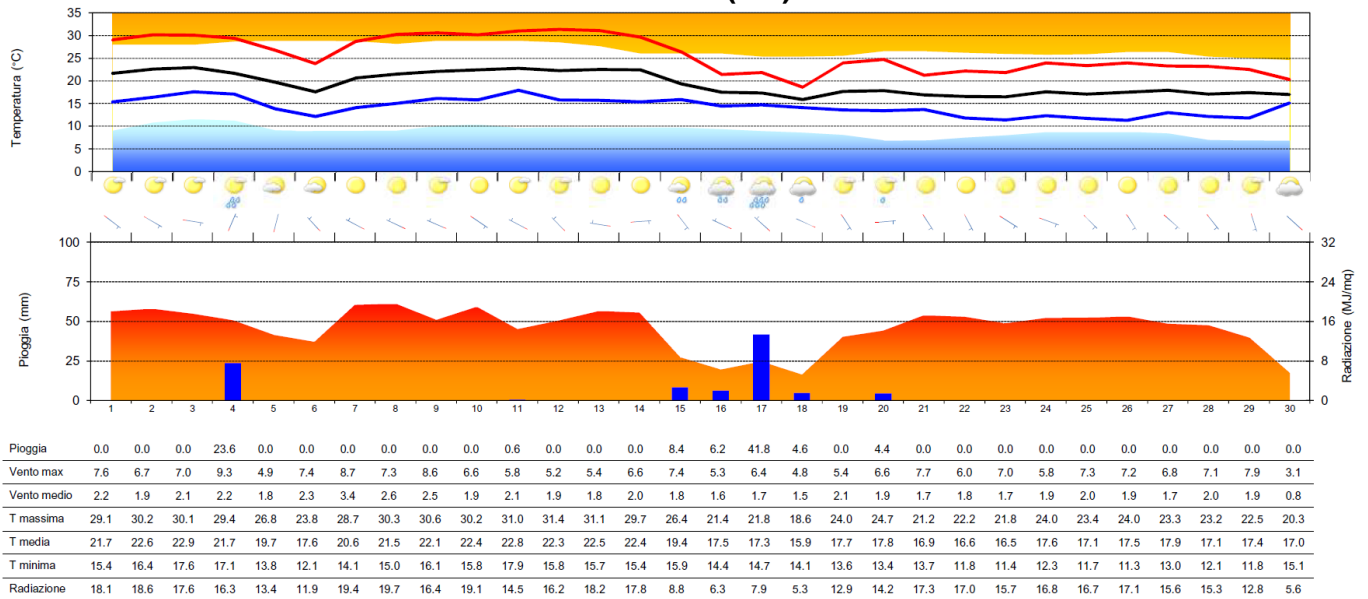 35
30
25
20
15
10
5
0
Temperatura (°C)
100 32
75 24
50 16
25 8
0 0
Pioggia (mm)
Radiazione (MJ/mq)
1 2 3 4 5 6 7 8 9 10 11 12 13 14 15 16 17 18 19 20 21 22 23 24 25 26 27 28 29 30
Pioggia 0.0 0.0 0.0 23.6 0.0 0.0 0.0 0.0 0.0 0.0 0.6 0.0 0.0 0.0 8.4 6.2 41.8 4.6 0.0 4.4 0.0 0.0 0.0 0.0 0.0 0.0 0.0 0.0 0.0 0.0
Vento max 7.6 6.7 7.0 9.3 4.9 7.4 8.7 7.3 8.6 6.6 5.8 5.2 5.4 6.6 7.4 5.3 6.4 4.8 5.4 6.6 7.7 6.0 7.0 5.8 7.3 7.2 6.8 7.1 7.9 3.1
Vento medio 2.2 1.9 2.1 2.2 1.8 2.3 3.4 2.6 2.5 1.9 2.1 1.9 1.8 2.0 1.8 1.6 1.7 1.5 2.1 1.9 1.7 1.8 1.7 1.9 2.0 1.9 1.7 2.0 1.9 0.8
T massima 29.1 30.2 30.1 29.4 26.8 23.8 28.7 30.3 30.6 30.2 31.0 31.4 31.1 29.7 26.4 21.4 21.8 18.6 24.0 24.7 21.2 22.2 21.8 24.0 23.4 24.0 23.3 23.2 22.5 20.3
T media 21.7 22.6 22.9 21.7 19.7 17.6 20.6 21.5 22.1 22.4 22.8 22.3 22.5 22.4 19.4 17.5 17.3 15.9 17.7 17.8 16.9 16.6 16.5 17.6 17.1 17.5 17.9 17.1 17.4 17.0
T minima 15.4 16.4 17.6 17.1 13.8 12.1 14.1 15.0 16.1 15.8 17.9 15.8 15.7 15.4 15.9 14.4 14.7 14.1 13.6 13.4 13.7 11.8 11.4 12.3 11.7 11.3 13.0 12.1 11.8 15.1
Radiazione 18.1 18.6 17.6 16.3 13.4 11.9 19.4 19.7 16.4 19.1 14.5 16.2 18.2 17.8 8.8 6.3 7.9 5.3 12.9 14.2 17.3 17.0 15.7 16.8 16.7 17.1 15.6 15.3 12.8 5.6